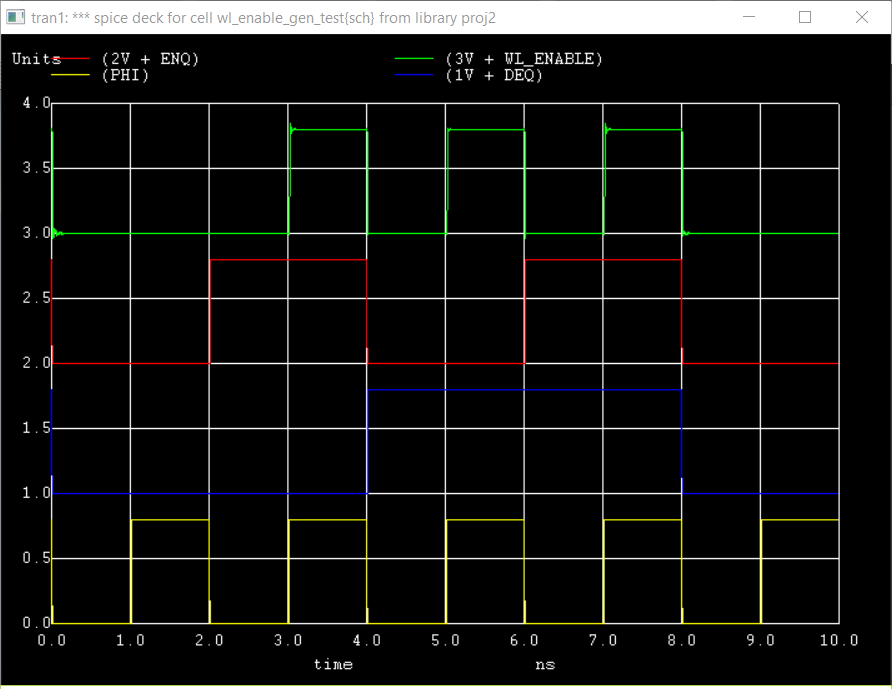 tran1: *** spice deck for cell wl_enable_gen_test{sch} from library proj2
Units (2V + ENQ) (3V + WL_ENABLE)
(PHI) (1V + DEQ)
4.0
3.5
3.0
2.5
2.0
1.5
1.0
0.5
0.0
0.0 1.0 2.0 3.0 4.0 5.0 6.0 7.0 8.0 9.0 10.0
time ns